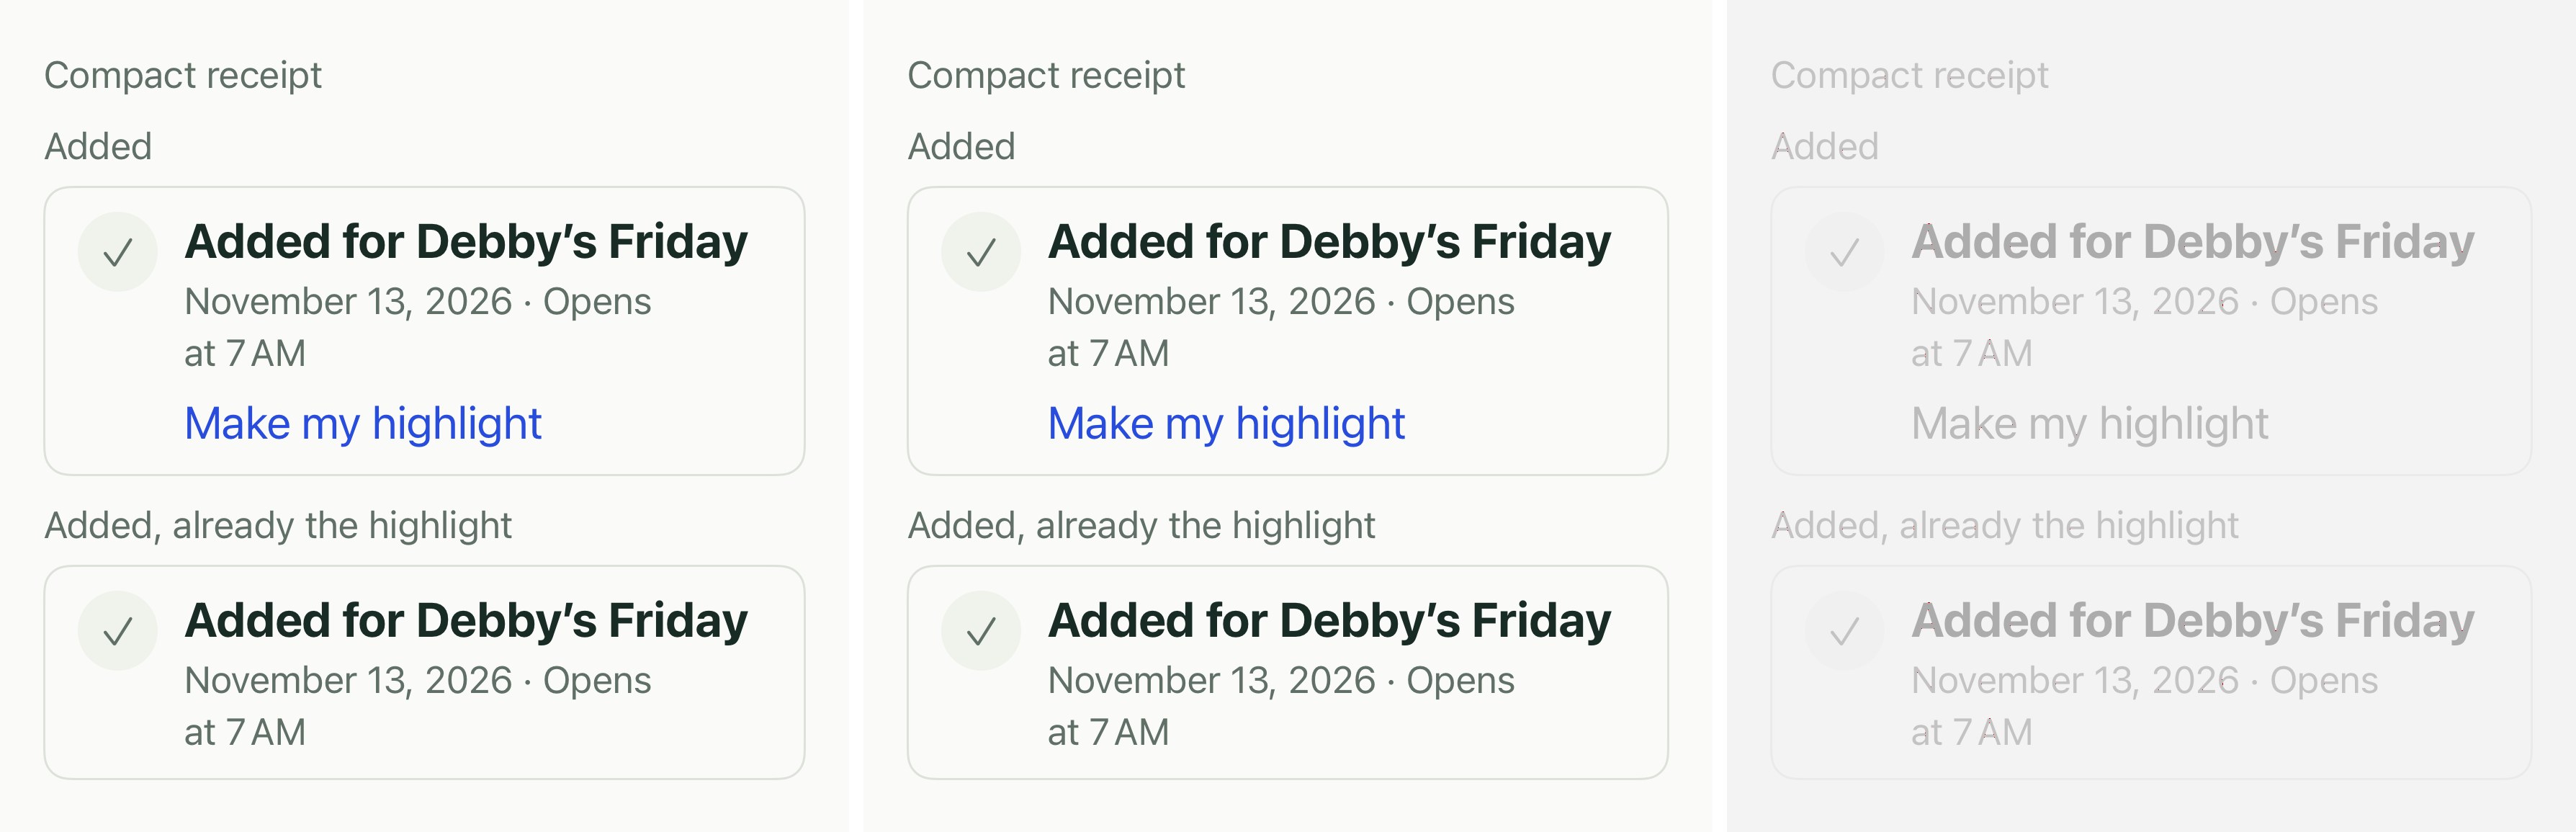 Compact receipt
Added
Added for Debby’s Friday
November 13, 2026 · Opens
at 7 AM
Make my highlight
Added, already the highlight
Added for Debby’s Friday
November 13, 2026 · Opens
at 7 AM
Compact receipt
Added
Added for Debby’s Friday
November 13, 2026 · Opens
at 7 AM
Make my highlight
Added, already the highlight
Added for Debby’s Friday
November 13, 2026 · Opens
at 7 AM
Compact receipt
Added
Added for Debby’s Friday
November 13, 2026 · Opens
at 7 AM
Make my highlight
Added, already the highlight
Added for Debby’s Friday
November 13, 2026 · Opens
at 7 AM